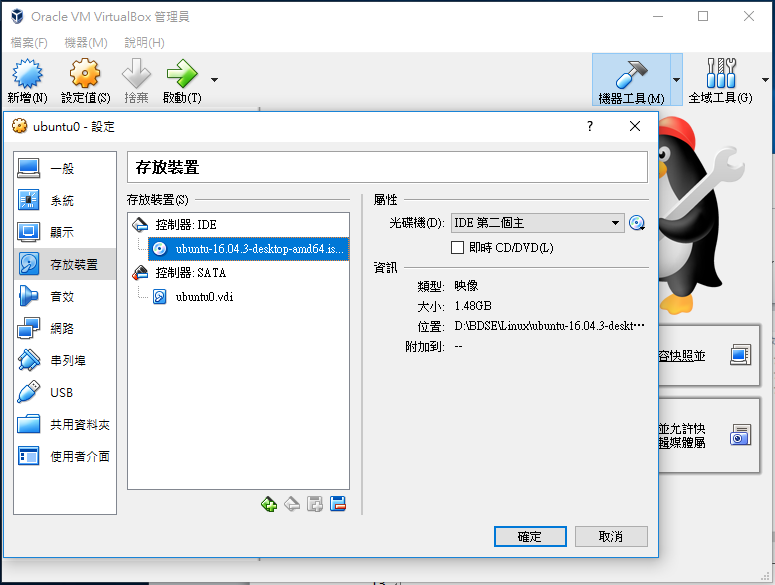 Oracle VM VirtualBox 管理員
檔案(F) 機器(M) 說明(H)
新增(N) 設定值(S) 捨棄 啟動(T) 機器工具(M) 全域工具(G)
ubuntu0 - 設定
一般
系統
顯示
存放裝置
音效
網路
串列埠
USB
共用資料夾
使用者介面
存放裝置
存放裝置(S)
控制器: IDE
ubuntu-16.04.3-desktop-amd64.is...
控制器: SATA
ubuntu0.vdi
屬性
光碟機(D): IDE 第二個主
即時 CD/DVD(L)
資訊
類型: 映像
大小: 1.48GB
位置: D:\BDSE\Linux\ubuntu-16.04.3-deskt⋯
附加到: --
確定 取消
容快照並
並允許快
輯媒體屬